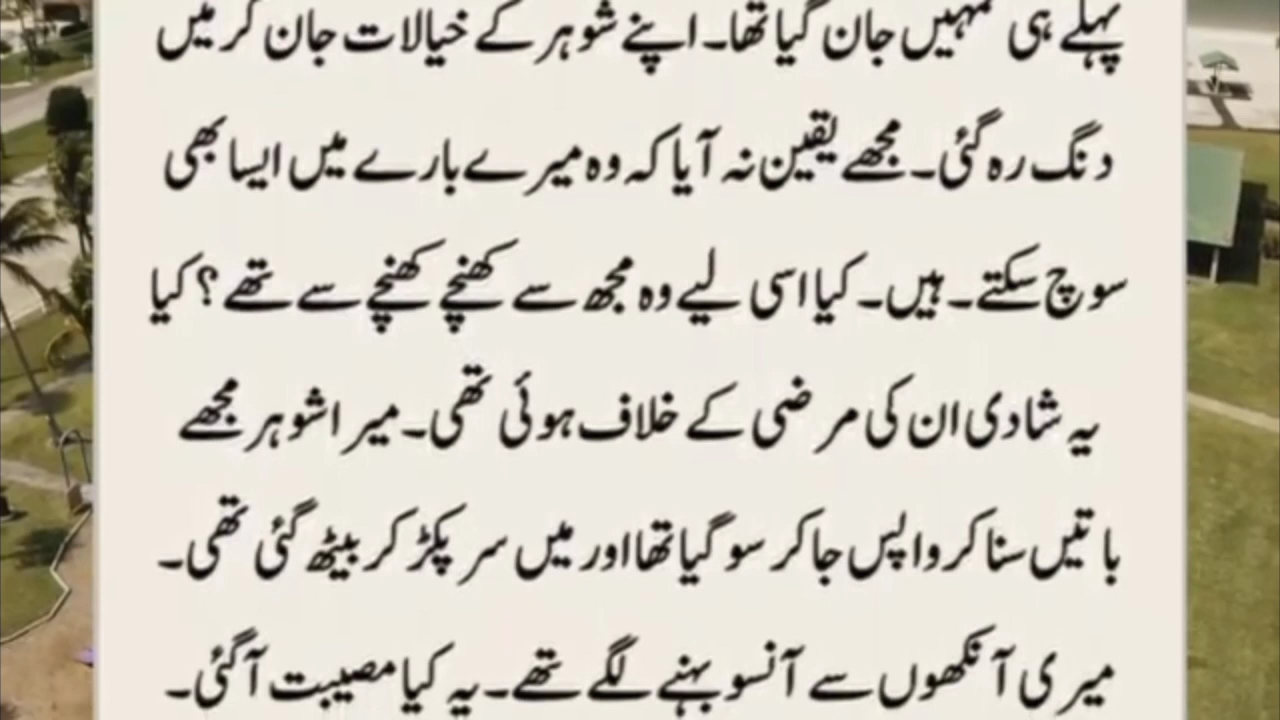 پہلے ہی تمہیں جان گیا تھا۔ اپنے شوہر کے خیالات جان کر میں
دنگ رہ گئی۔ مجھے یقین نہ آیا کہ وہ میرے بارے میں ایسا بھی
سوچ سکتے۔ ہیں۔ کیا اسی لیے وہ مجھ سے کھنچے کھنچے سے تھے؟ کیا
یہ شادی ان کی مرضی کے خلاف ہوئی تھی۔ میرا شوہر مجھے
باتیں سنا کر واپس جا کر سو گیا تھا اور میں سر پکڑ کر بیٹھ گئی تھی۔
میری آنکھوں سے آنسو بہنے لگے تھے۔ یہ کیا مصیبت آ گئی۔